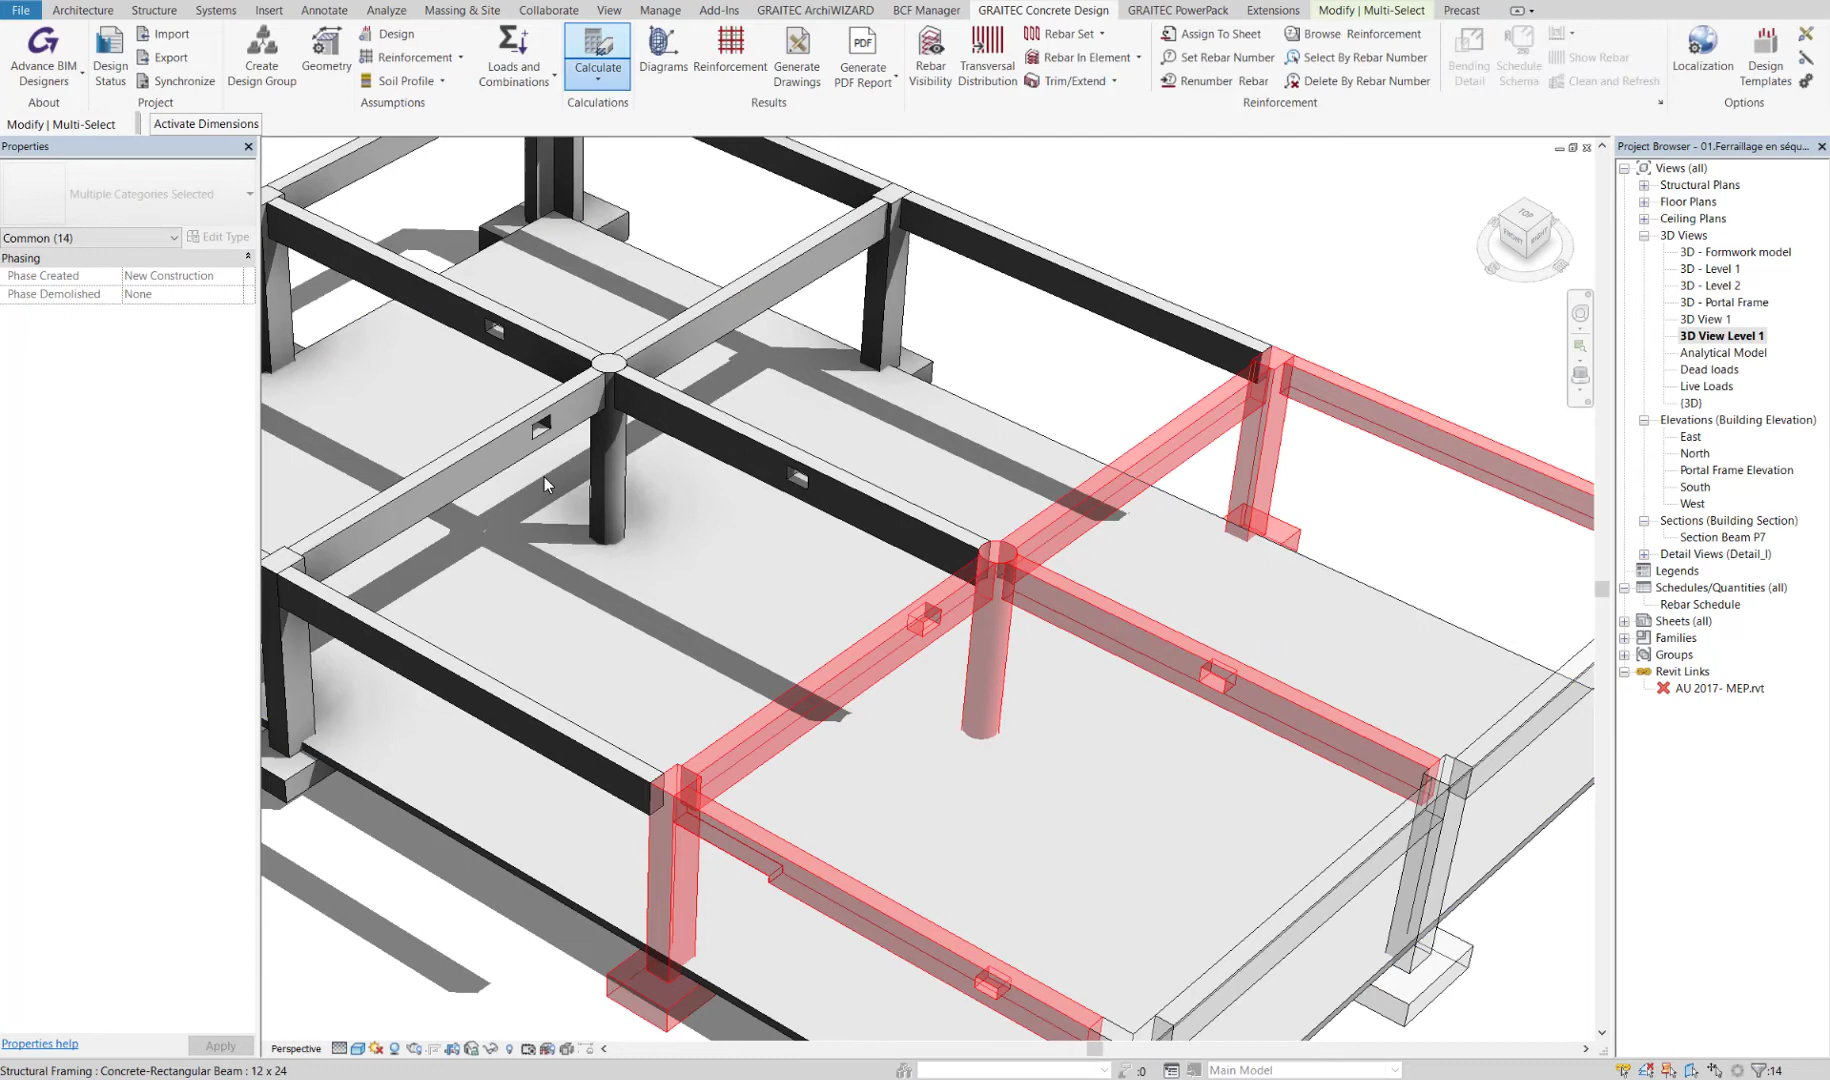 File Architecture Structure Systems Insert Annotate Analyze Massing & Site Collaborate View Manage Add-Ins GRAITEC ArchiWIZARD BCF Manager GRAITEC Concrete Design GRAITEC PowerPack Extensions Modify | Multi-Select Precast
Advance BIM Designers
About
Design Status
Import
Export
Synchronize
Project
Create Design Group
Geometry
Design
Reinforcement
Soil Profile
Assumptions
Loads and Combinations
Calculate
Calculations
Diagrams
Reinforcement
Generate Drawings
PDF
Generate PDF Report
Results
Rebar Visibility
Transversal Distribution
Rebar Set
Rebar In Element
Trim/Extend
Assign To Sheet
Set Rebar Number
Renumber Rebar
Browse Reinforcement
Select By Rebar Number
Delete By Rebar Number
Bending Detail
Schedule Schema
Show Rebar
Clean and Refresh
Reinforcement
Localization
Design Templates
Options
Modify | Multi-Select
Activate Dimensions
Properties
Multiple Categories Selected
Common (14)
Edit Type
Phasing
Phase Created New Construction
Phase Demolished None
Properties help
Apply
TOP
FRONT
RIGHT
Project Browser - 01.Ferraillage en séqu...
Views (all)
Structural Plans
Floor Plans
Ceiling Plans
3D Views
3D - Formwork model
3D - Level 1
3D - Level 2
3D - Portal Frame
3D View 1
3D View Level 1
Analytical Model
Dead loads
Live Loads
{3D}
Elevations (Building Elevation)
East
North
Portal Frame Elevation
South
West
Sections (Building Section)
Section Beam P7
Detail Views (Detail_I)
Legends
Schedules/Quantities (all)
Rebar Schedule
Sheets (all)
Families
Groups
Revit Links
AU 2017- MEP.rvt
Perspective
Structural Framing : Concrete-Rectangular Beam : 12 x 24
:0
Main Model
:14